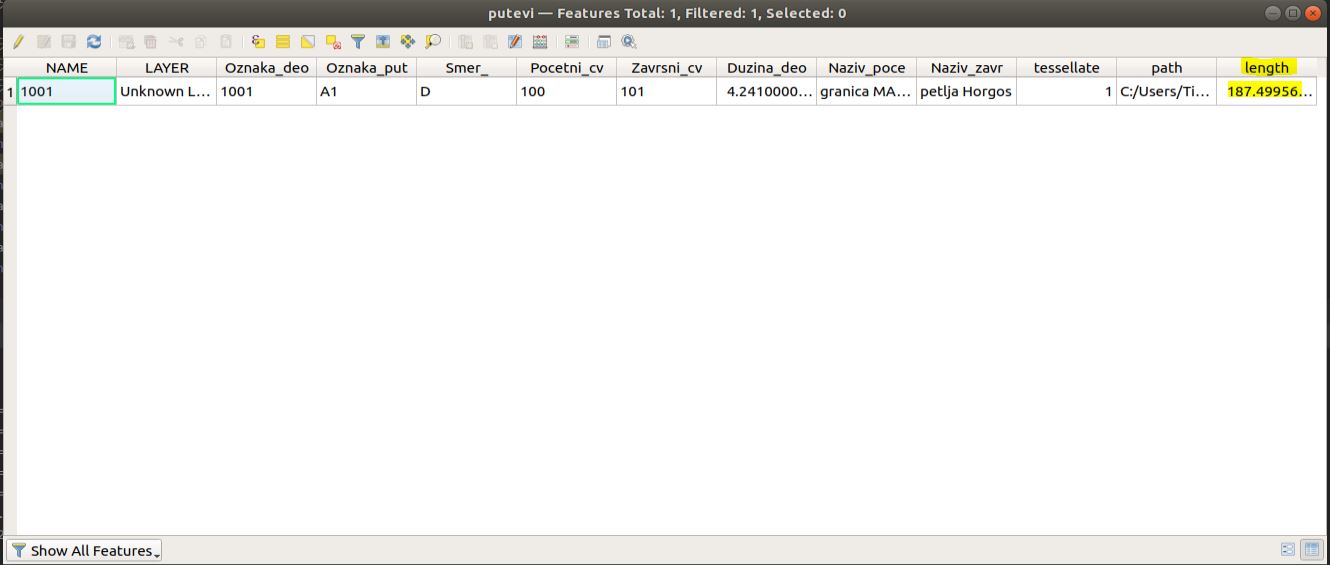 putevi — Features Total: 1, Filtered: 1, Selected: 0
NAME LAYER Oznaka_deo Oznaka_put Smer_ Pocetni_cv Zavrsni_cv Duzina_deo Naziv_poce Naziv_zavr tessellate path length
1 1001 Unknown L... 1001 A1 D 100 101 4.2410000... granica MA... petlja Horgos 1 C:/Users/Ti... 187.49956...
Show All Features